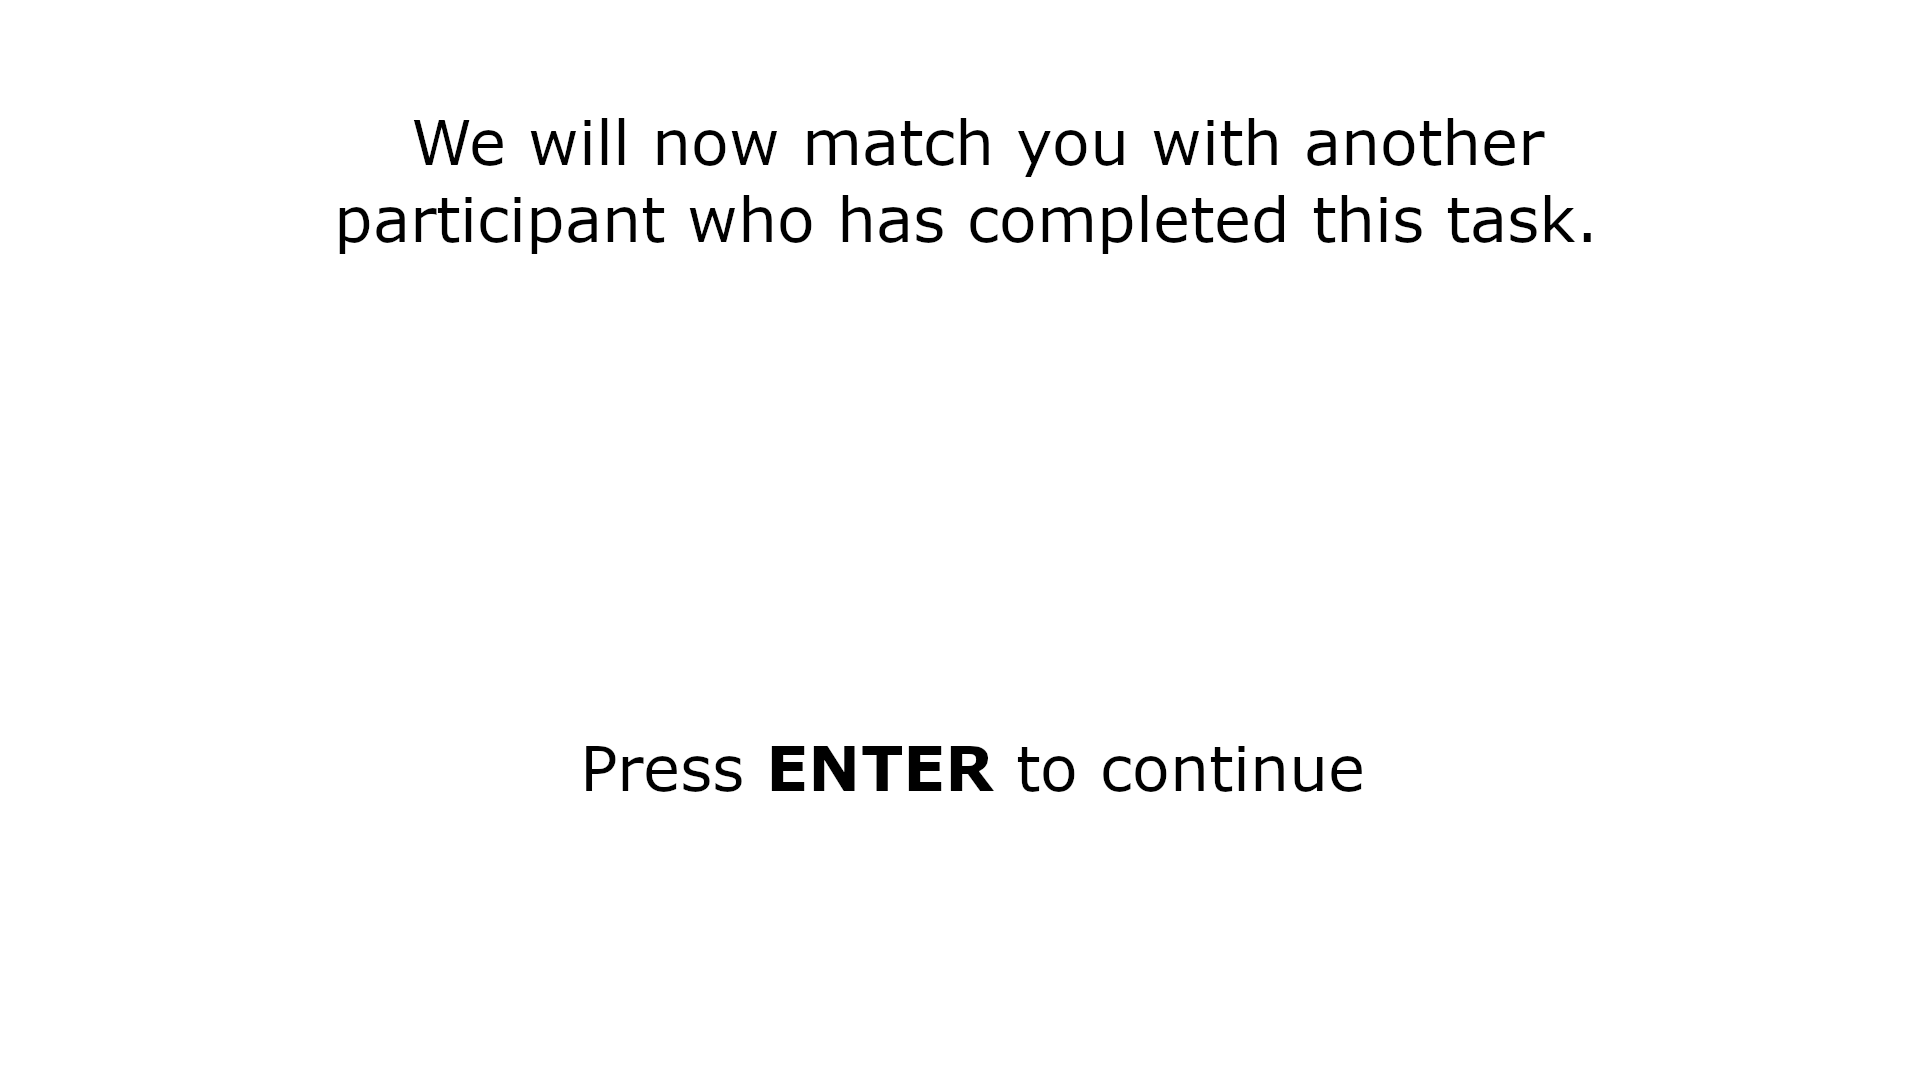 We will now match you with another
participant who has completed this task.
Press ENTER to continue